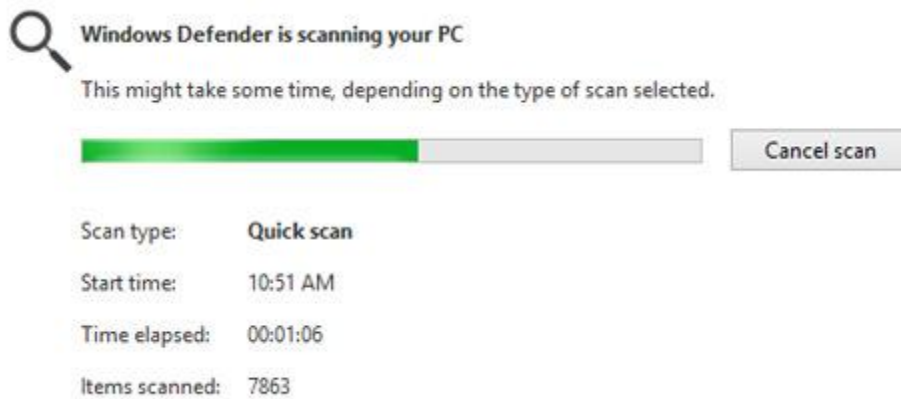 Windows Defender is scanning your PC
This might take some time, depending on the type of scan selected.
Cancel scan
Scan type: Quick scan
Start time: 10:51 AM
Time elapsed: 00:01:06
Items scanned: 7863